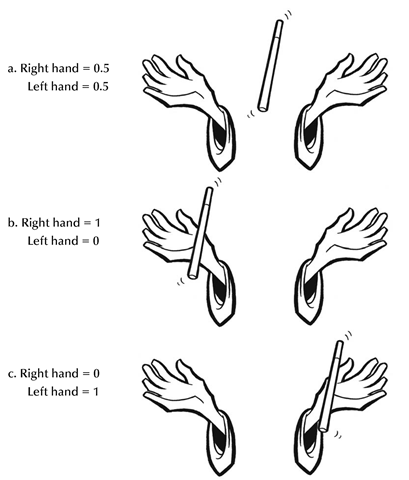 a. Right hand = 0.5
Left hand = 0.5
b. Right hand = 1
Left hand = 0
c. Right hand = 0
Left hand = 1